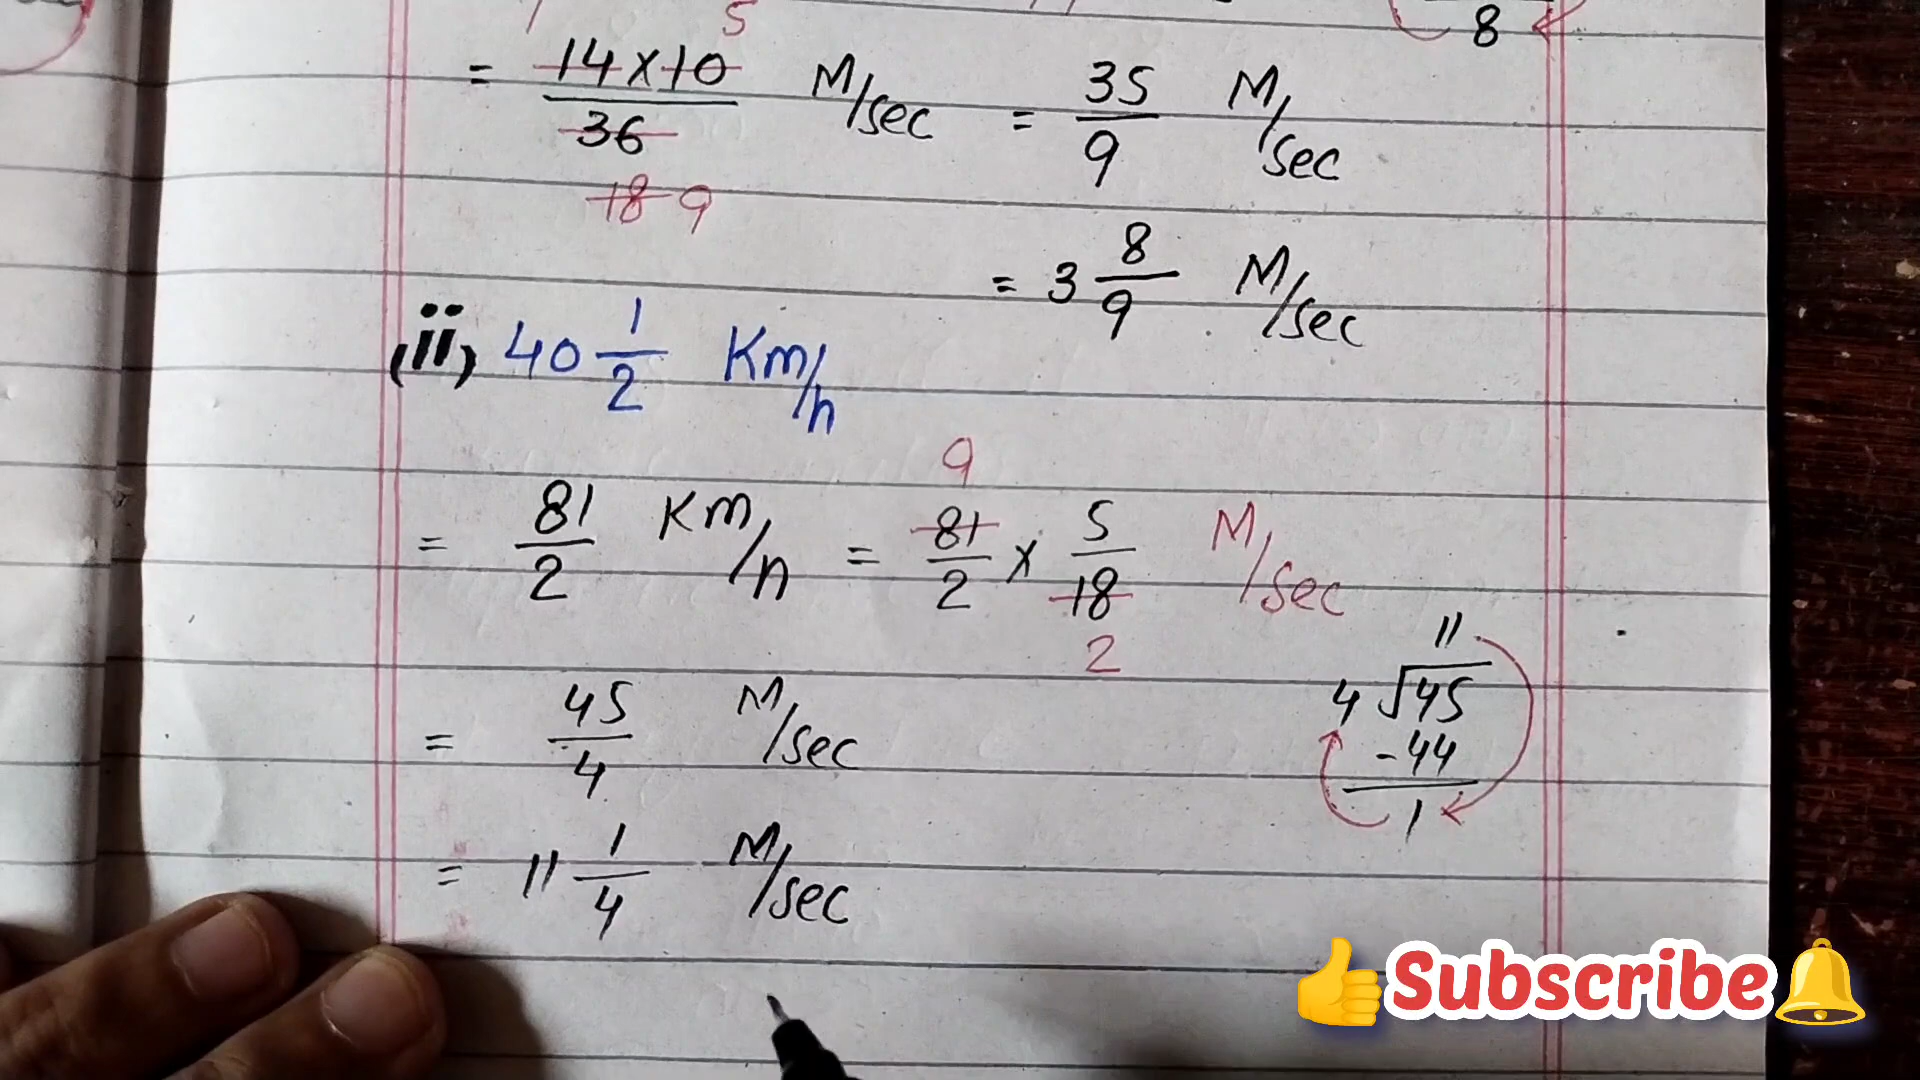 5
8
= 14 x 10 / 36 M/sec = 35/9 M/sec
18 9
= 3 8/9 M/sec
(ii) 40 1/2 Km/h
9
= 81/2 Km/h = 81/2 x 5/18 M/sec
2
11
4 √45
- 44
1
= 45/4 M/sec
= 11 1/4 M/sec
Subscribe